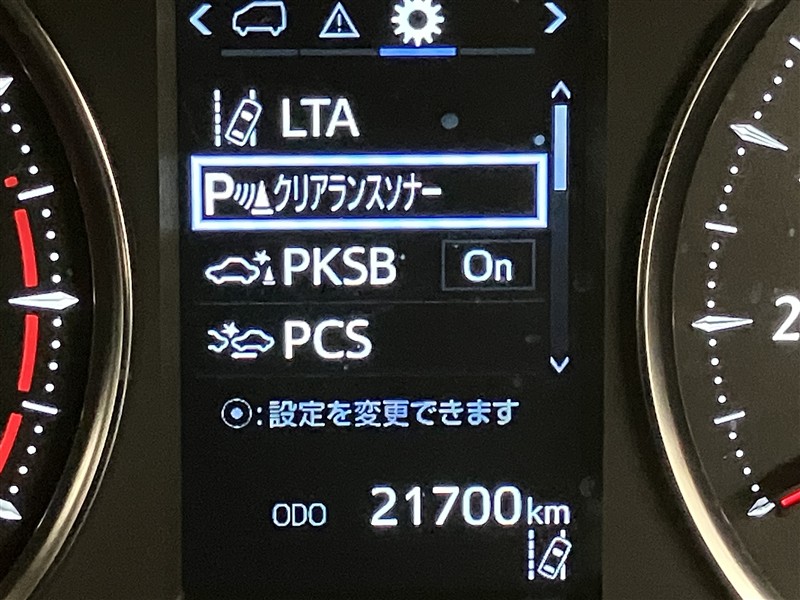 LTA
P クリアランスソナー
PKSB On
PCS
:設定を変更できます
ODO 21700km
2